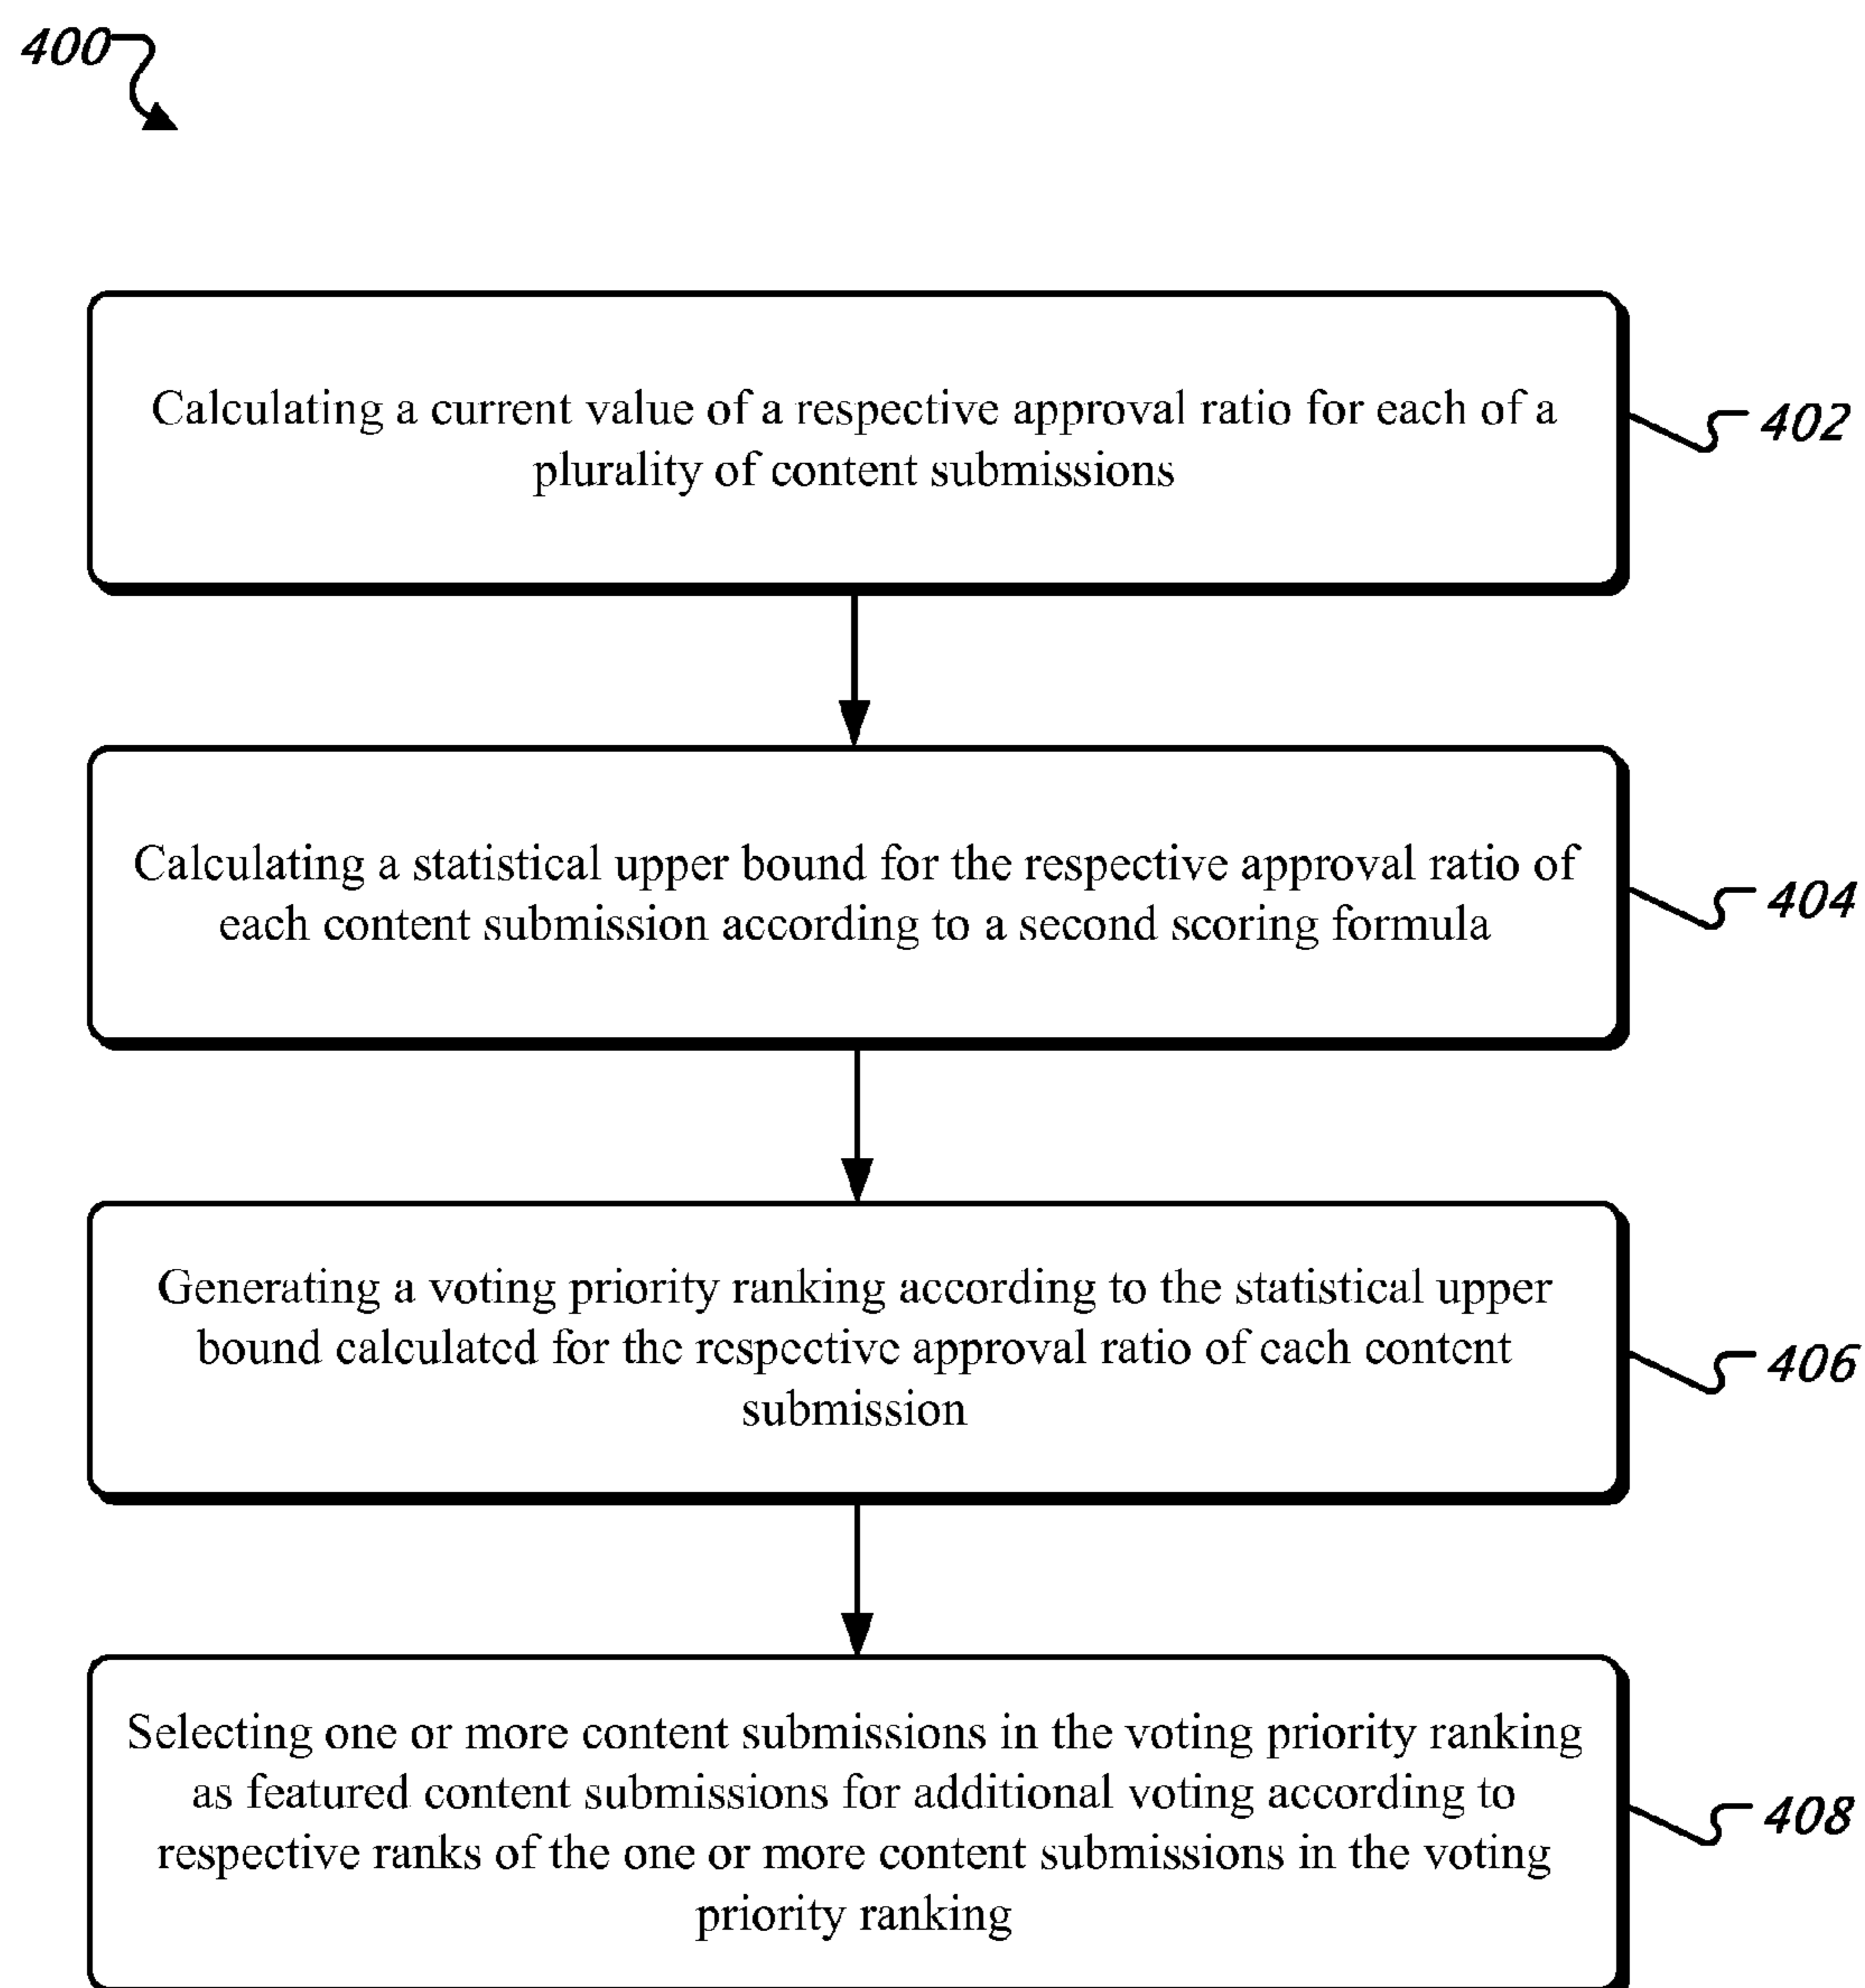 400
Calculating a current value of a respective approval ratio for each of a
plurality of content submissions
402
Calculating a statistical upper bound for the respective approval ratio of
each content submission according to a second scoring formula
404
Generating a voting priority ranking according to the statistical upper
bound calculated for the respective approval ratio of each content
submission
406
Selecting one or more content submissions in the voting priority ranking
as featured content submissions for additional voting according to
respective ranks of the one or more content submissions in the voting
priority ranking
408